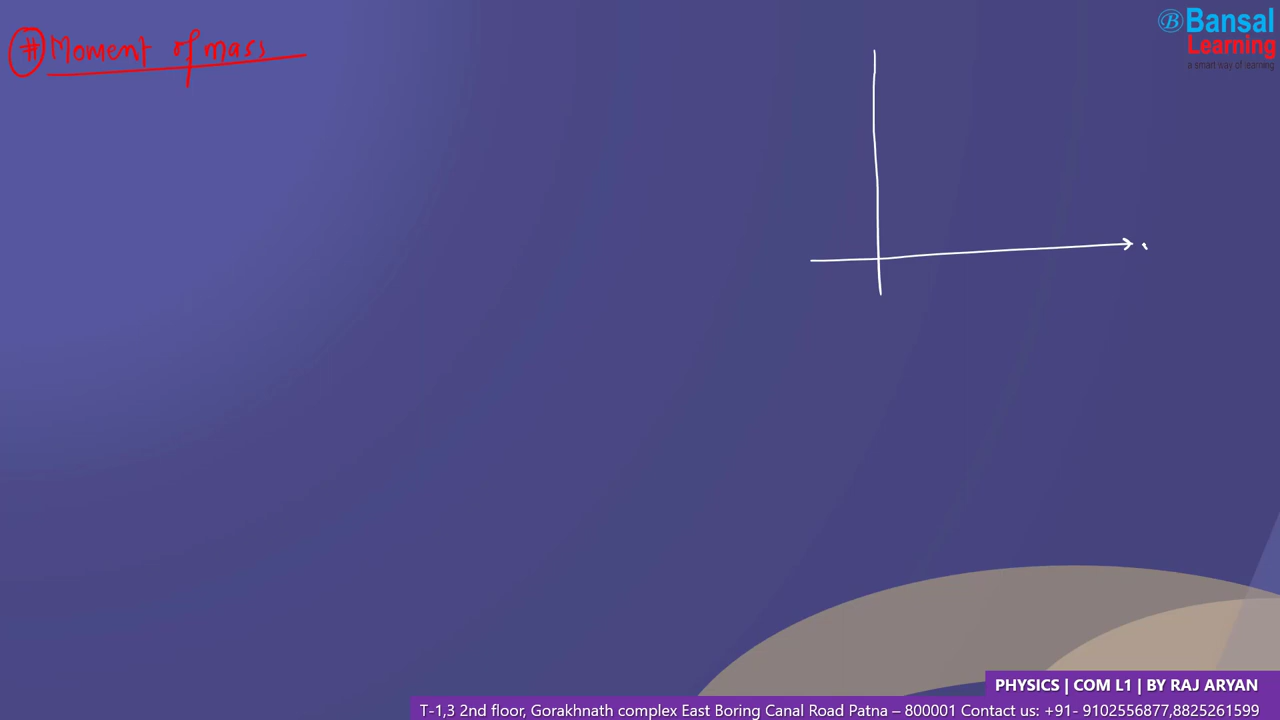 # Moment of mass
B Bansal
Learning
a smart way of learning.
PHYSICS | COM L1 | BY RAJ ARYAN
T-1,3 2nd floor, Gorakhnath complex East Boring Canal Road Patna – 800001 Contact us: +91- 9102556877,8825261599